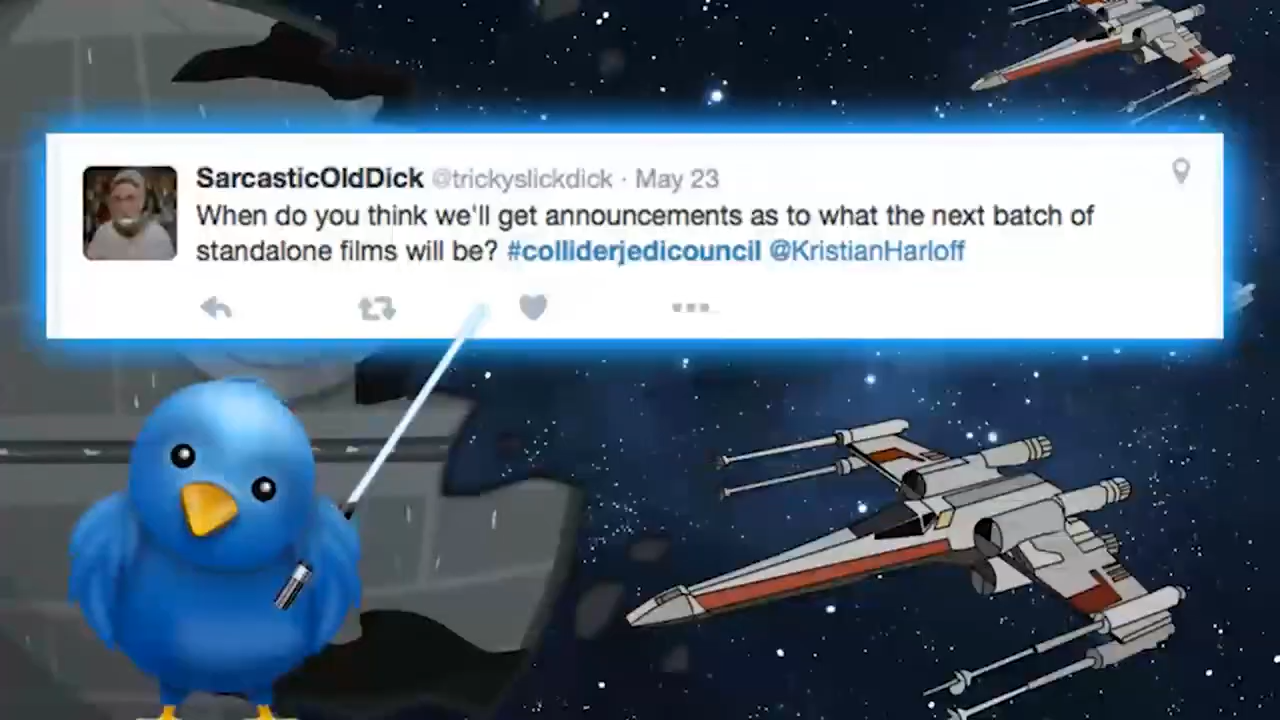 SarcasticOldDick @trickyslickdick · May 23
When do you think we'll get announcements as to what the next batch of
standalone films will be? #colliderjedicouncil @KristianHarloff